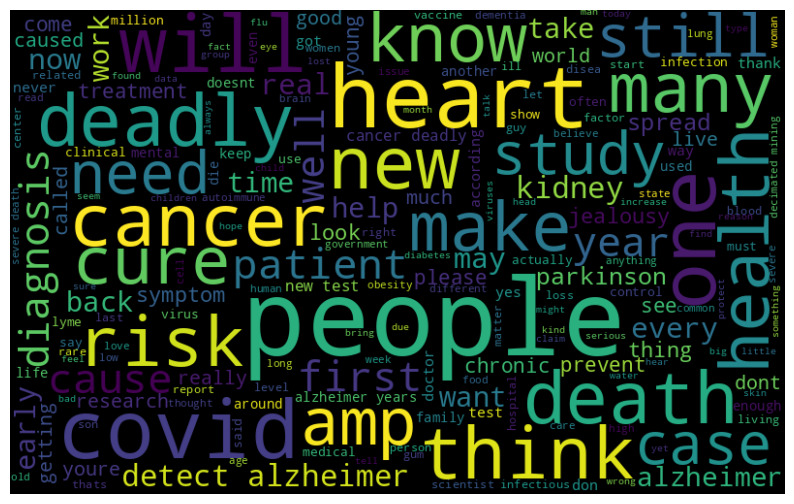 come
million
flu
day
good
vaccine
dementia
man
today
type
caused
work
will
fact
eye
even
got
women
young
know
take
still
lung
woman
now
related
found
data
group
lost
world
ill
disea
infection
issue
doesnt
another
start
thank
never
read
treatment
real
heart
many
brain
month
talk
let
often
center
deadly
always
show
factor
spread
guy
believe
cancer deadly
clinical
mental
keep
use
well
new
according
study
live
used
way
need
die
time
called
children
autoimmune
child
much
viruses
head
state
increase
blood
reason
decimated mining
kidney
seem
hope
help
right
jealousy
find
severe death
diagnosis
cancer
look
government
make
year
one
health
cure
patient
diabetes
may
actually
anything
must
severe
sure
cell
human
please
different
parkinson
back
symptom
new test
obesity
yes
loss
control
see
common
protect
something
lyme
virus
last
people
matter
might
every
say
love
risk
bring
due
kind
serious
rare
feel
low
long
week
claim
chronic
prevent
thing
big
little
hear
life
cause
really
first
doctor
food
water
skin
dont
bad
report
level
alzheimer years
want
death
enough
research
thought
around
hospital
test
living
early
getting
son
covid
amp
family
said
medical
person
care
high
yet
youre
age
gum
think
case
old
thats
detect alzheimer
tell
scientist
infectious
don
wrong
alzheimer